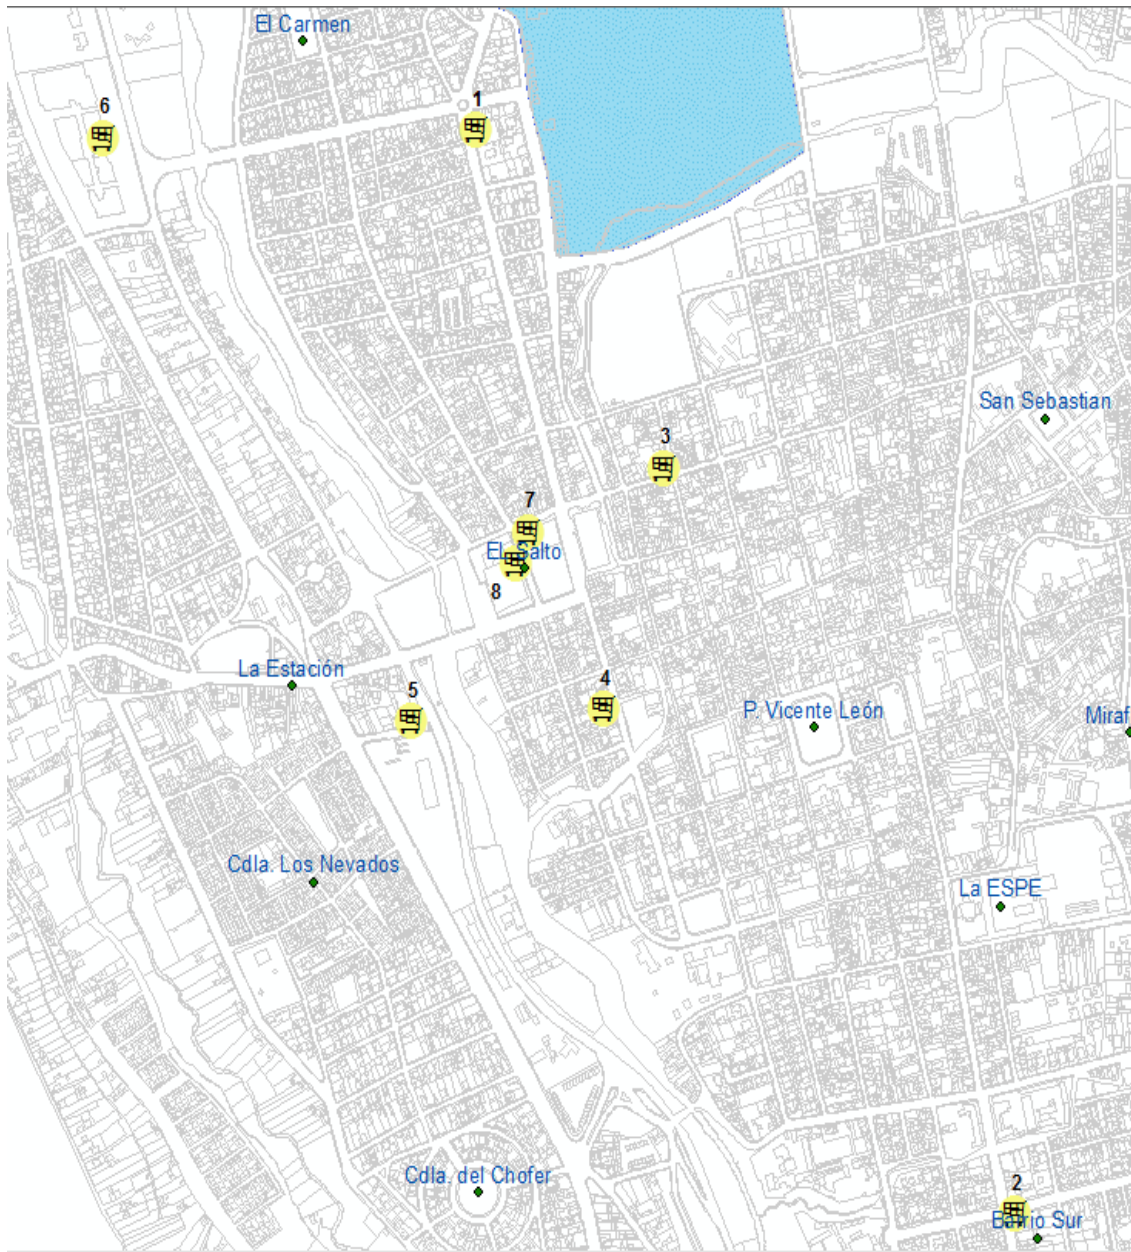 El Carmen
6
1
San Sebastian
3
7
EL Salto
8
La Estación
5
4
P. Vicente León
Miraf
Cdla. Los Nevados
La ESPE
Cdla. del Chofer
2
Barrio Sur